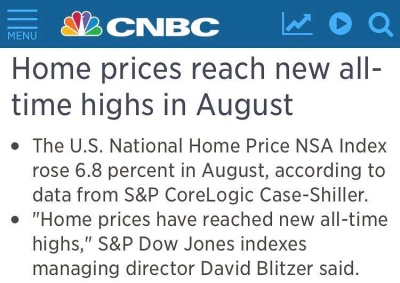 MENU
CNBC
Home prices reach new all-
time highs in August
• The U.S. National Home Price NSA Index
rose 6.8 percent in August, according to
data from S&P CoreLogic Case-Shiller.
• "Home prices have reached new all-time
highs," S&P Dow Jones indexes
managing director David Blitzer said.